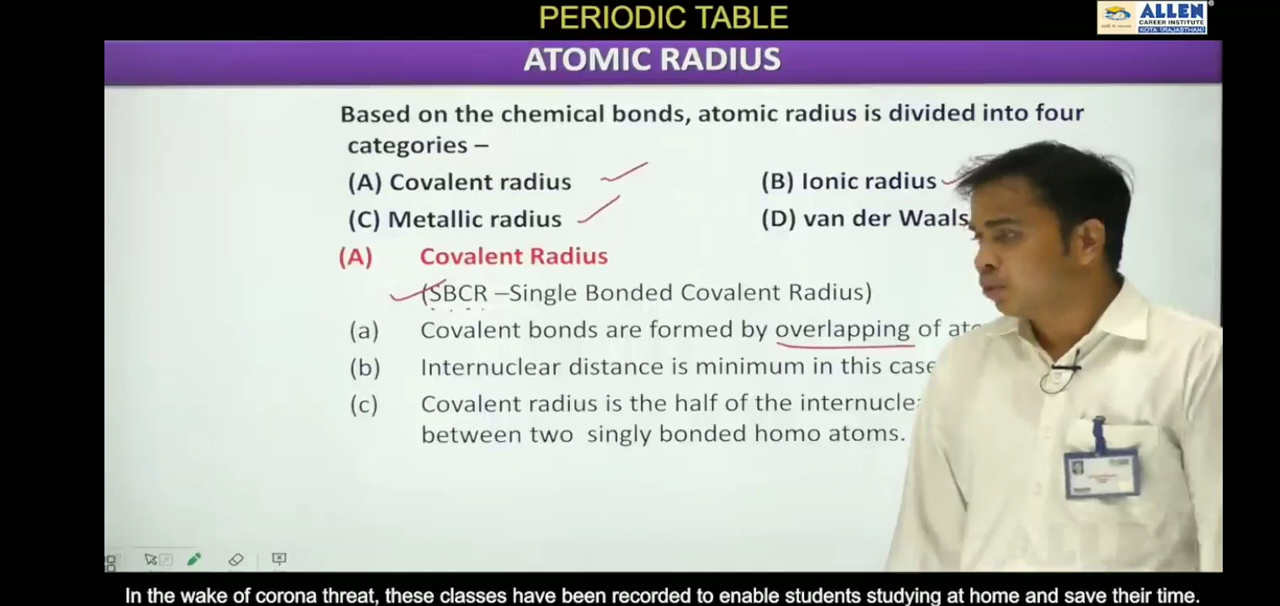 PERIODIC TABLE
ALLEN
CAREER INSTITUTE
KOTA (RAJASTHAN)
ATOMIC RADIUS
Based on the chemical bonds, atomic radius is divided into four
categories –
(A) Covalent radius (B) Ionic radius
(C) Metallic radius (D) van der Waals
(A) Covalent Radius
(SBCR –Single Bonded Covalent Radius)
(a) Covalent bonds are formed by overlapping of
(b) Internuclear distance is minimum in this case
(c) Covalent radius is the half of the
between two singly bonded homo atoms.
In the wake of corona threat, these classes have been recorded to enable students studying at home and save their time.